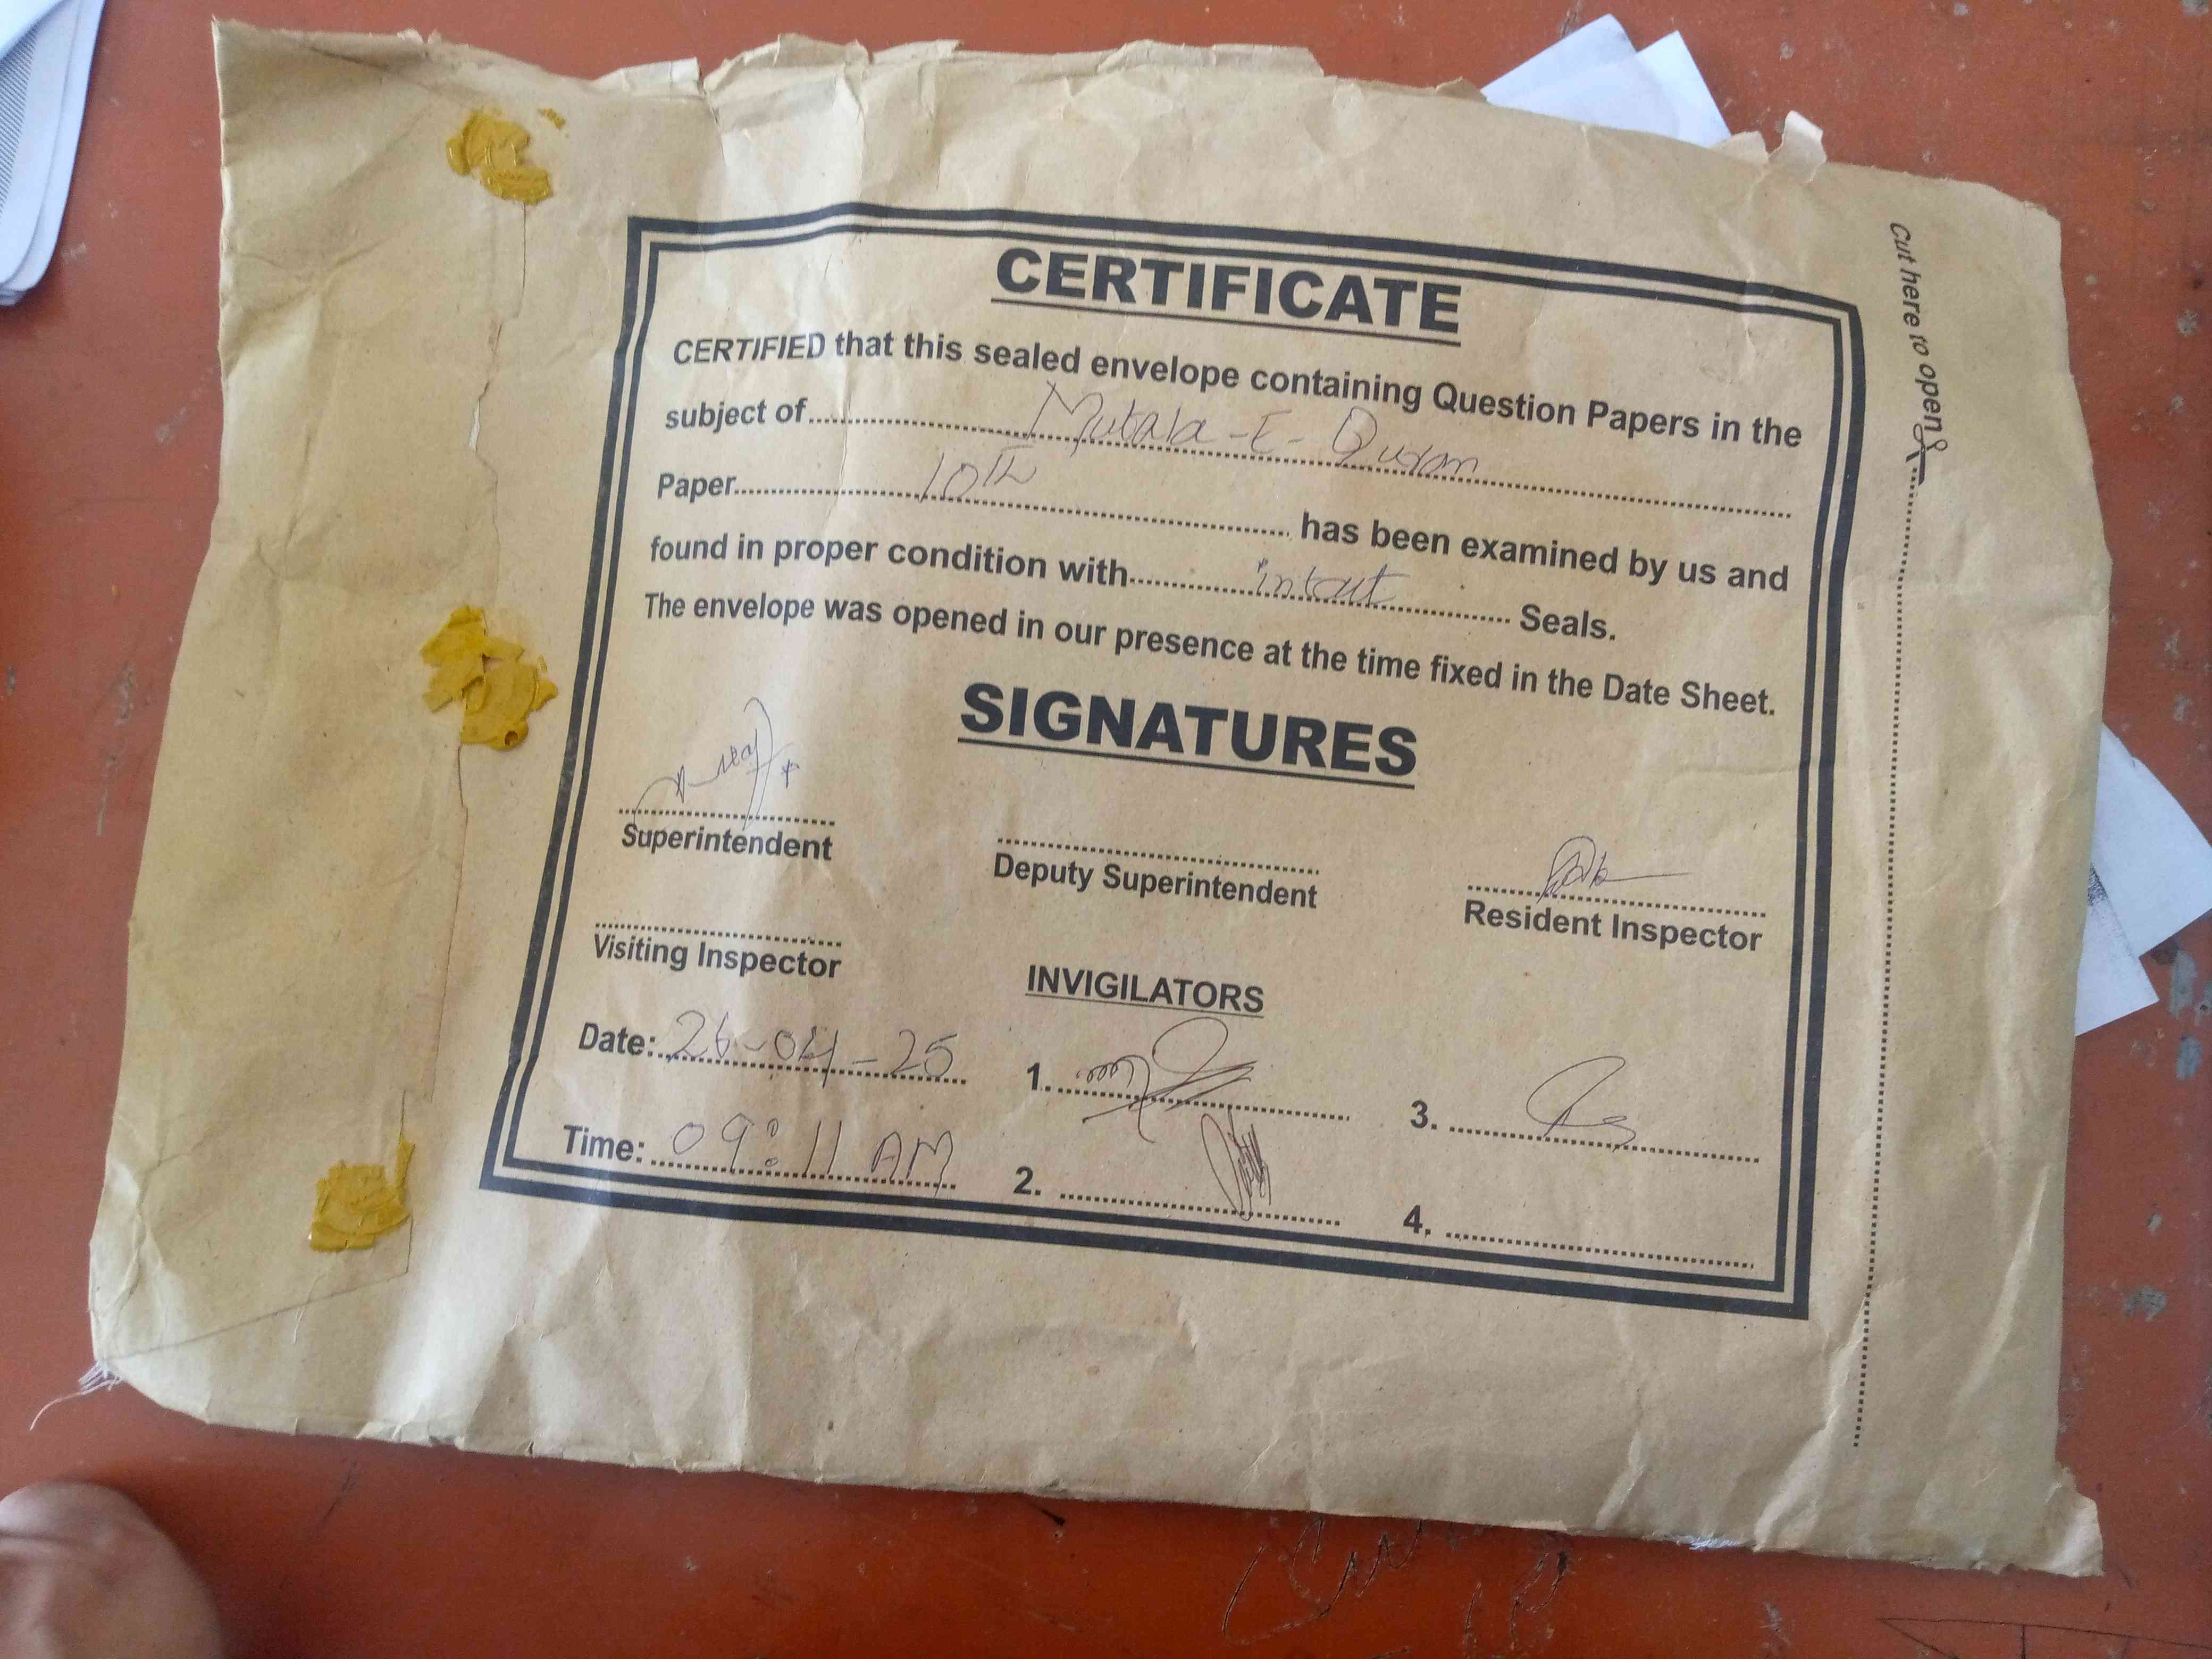 CERTIFICATE
CERTIFIED that this sealed envelope containing Question Papers in the
subject of Mutala-E-Quran
Paper 10th has been examined by us and
found in proper condition with intact Seals.
The envelope was opened in our presence at the time fixed in the Date Sheet.
SIGNATURES
Superintendent
Deputy Superintendent
Resident Inspector
Visiting Inspector
INVIGILATORS
Date: 26-04-25
1.
3.
Time: 09:11 AM
2.
4.
Cut here to open